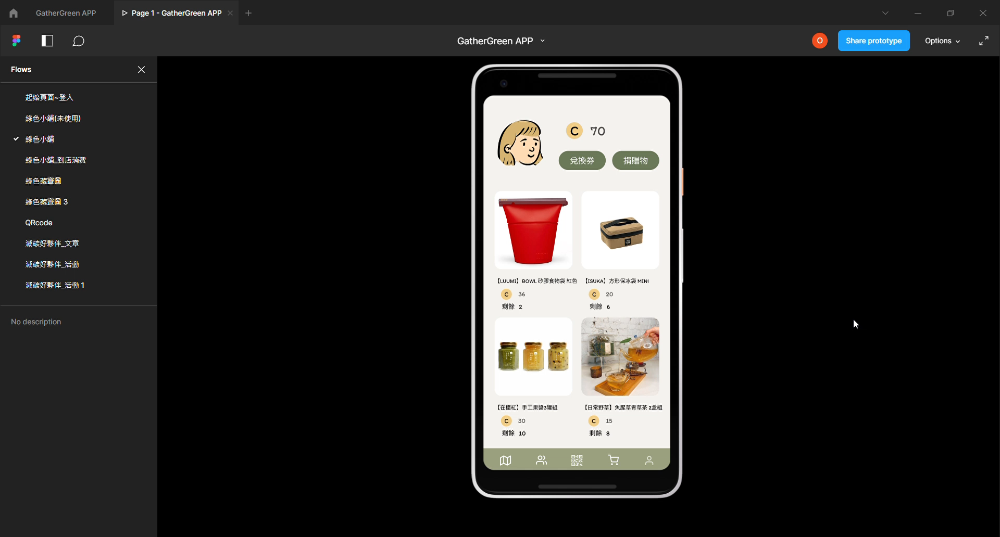 GatherGreen APP
Page 1 - GatherGreen APP
GatherGreen APP
O
Share prototype
Options
Flows
起始頁面~登入
綠色小舖(未使用)
綠色小舖
綠色小舖_到店消費
綠色藏寶圖
綠色藏寶圖 3
QRcode
減碳好夥伴_文章
減碳好夥伴_活動
減碳好夥伴_活動 1
No description
C 70
兌換券 捐贈物
【LUUMI】BOWL 矽膠食物袋 紅色
C 36
剩餘 2
【ISUKA】方形保冰袋 MINI
C 20
剩餘 6
【在欉紅】手工果醬3罐組
C 30
剩餘 10
【日常野草】魚腥草青草茶 2盒組
C 15
剩餘 8